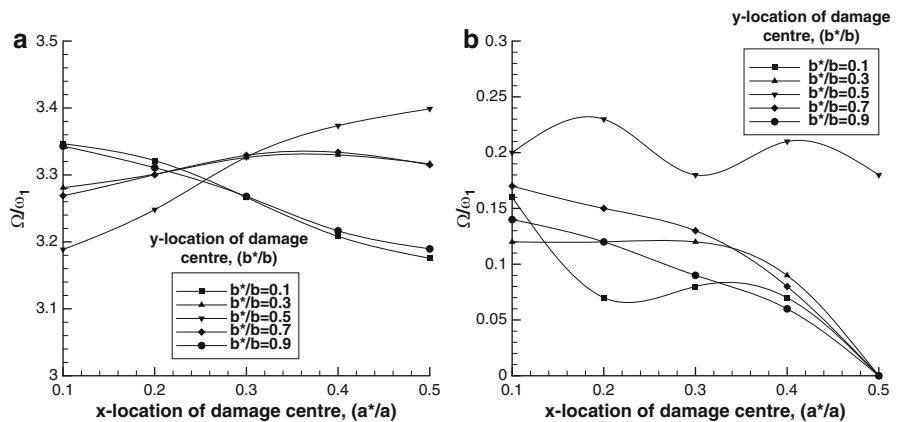 a
3.5
3.4
3.3
3.2
3.1
3
Ω/ω1
0.1 0.2 0.3 0.4 0.5
x-location of damage centre, (a*/a)
y-location of damage
centre, (b*/b)
b*/b=0.1
b*/b=0.3
b*/b=0.5
b*/b=0.7
b*/b=0.9
b
y-location of damage
centre, (b*/b)
b*/b=0.1
b*/b=0.3
b*/b=0.5
b*/b=0.7
b*/b=0.9
0.3
0.25
0.2
0.15
0.1
0.05
0
Ω/ω1
0.1 0.2 0.3 0.4 0.5
x-location of damage centre, (a*/a)